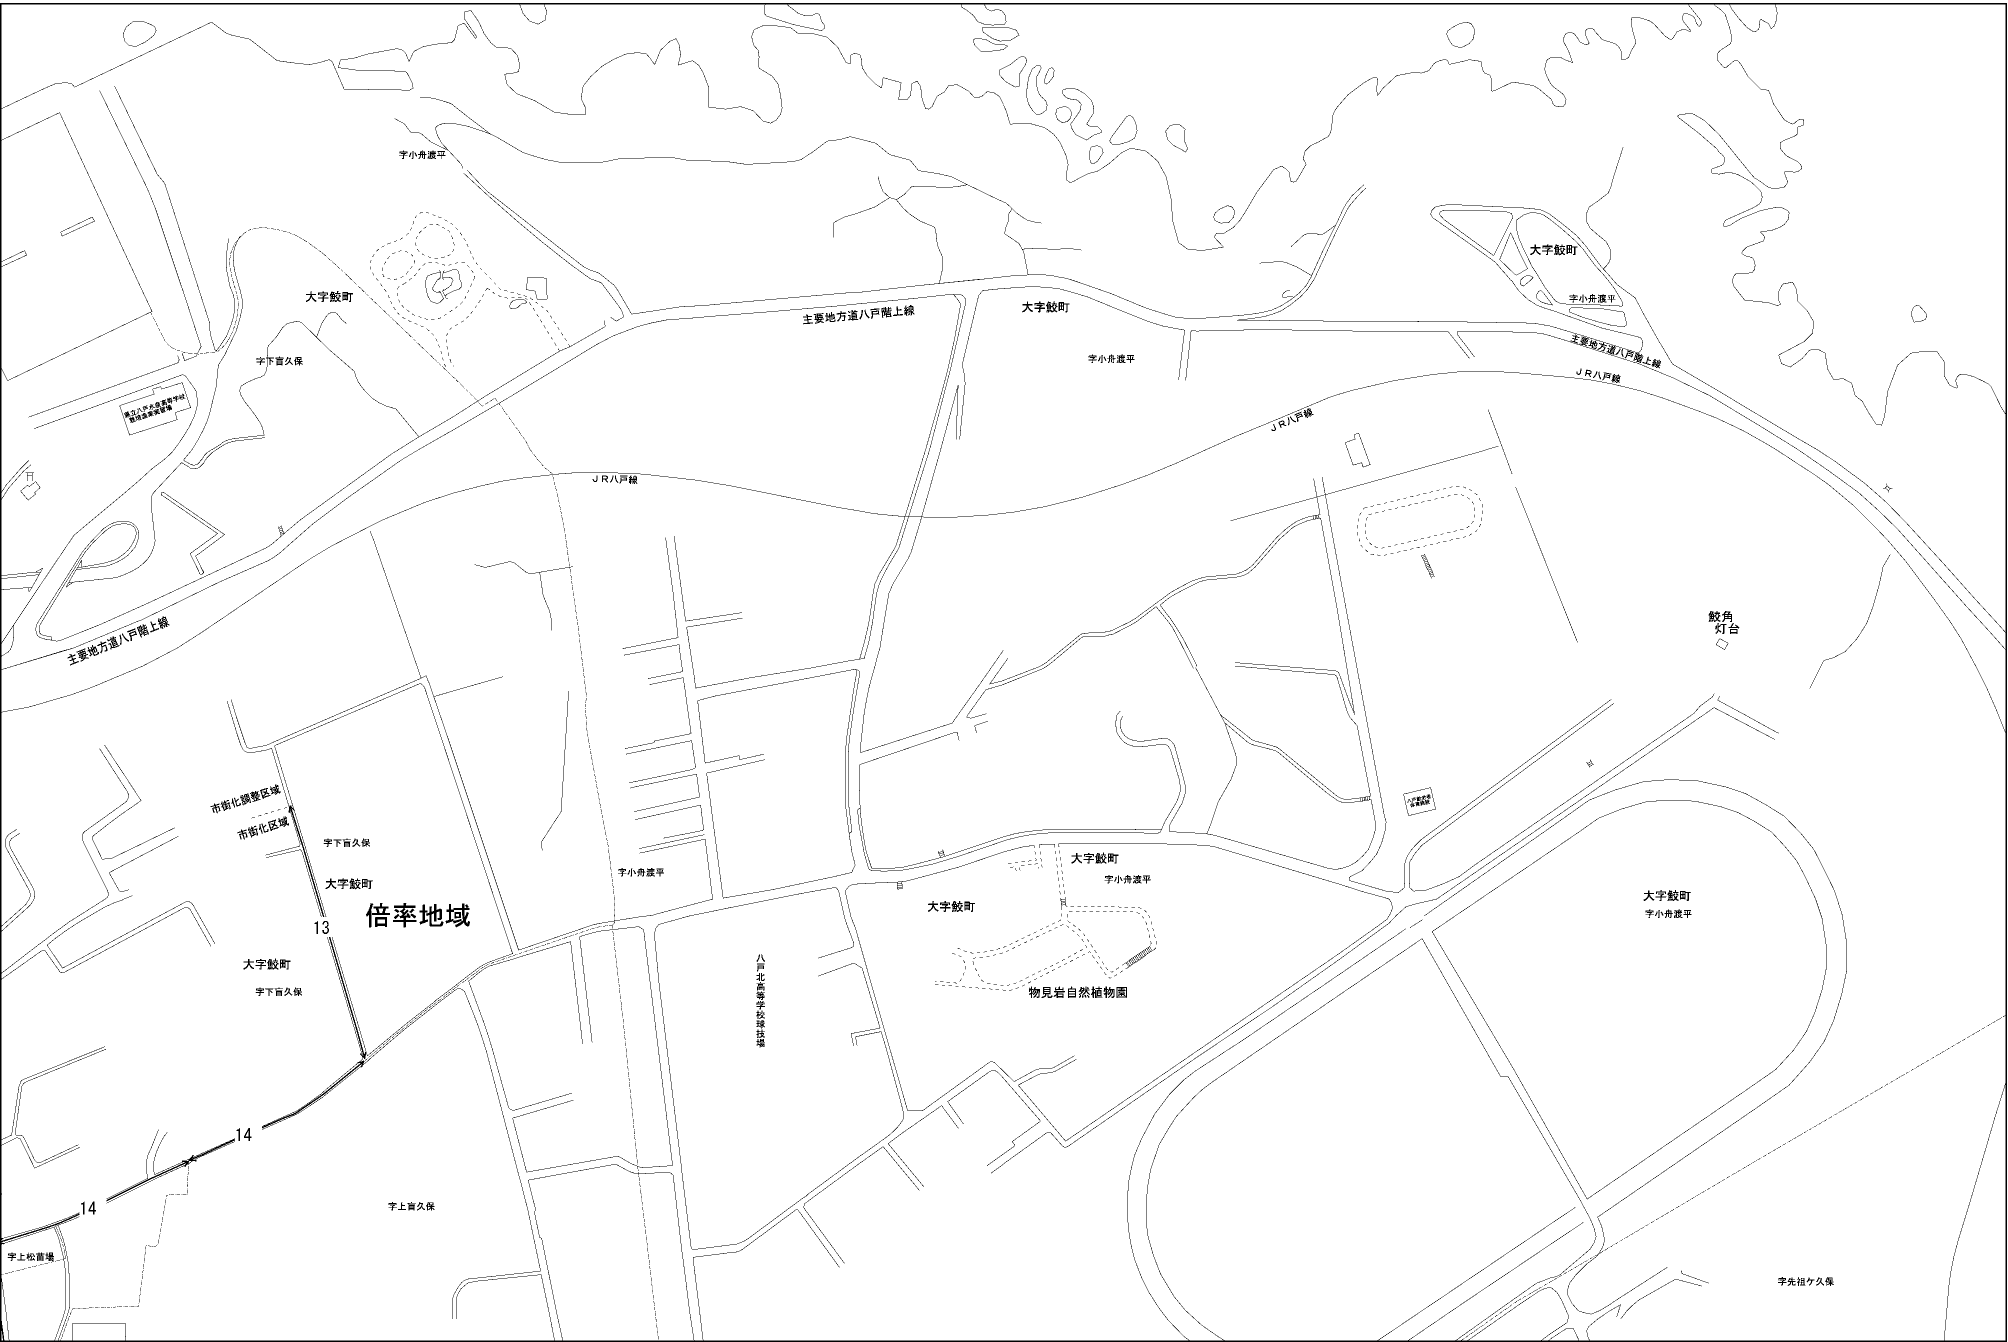 字小舟渡平
大字鮫町
大字鮫町
字小舟渡平
大字鮫町
主要地方道八戸階上線
字小舟渡平
主要地方道八戸階上線
字下盲久保
JR八戸線
JR八戸線
JR八戸線
鮫角
灯台
主要地方道八戸階上線
市街化調整区域
市街化区域
字下盲久保
大字鮫町
倍率地域
13
大字鮫町
字下盲久保
字小舟渡平
大字鮫町
字小舟渡平
大字鮫町
大字鮫町
字小舟渡平
八戸北高等学校球技場
物見岩自然植物園
14
14
字上盲久保
字上松苗場
字先祖ケ久保